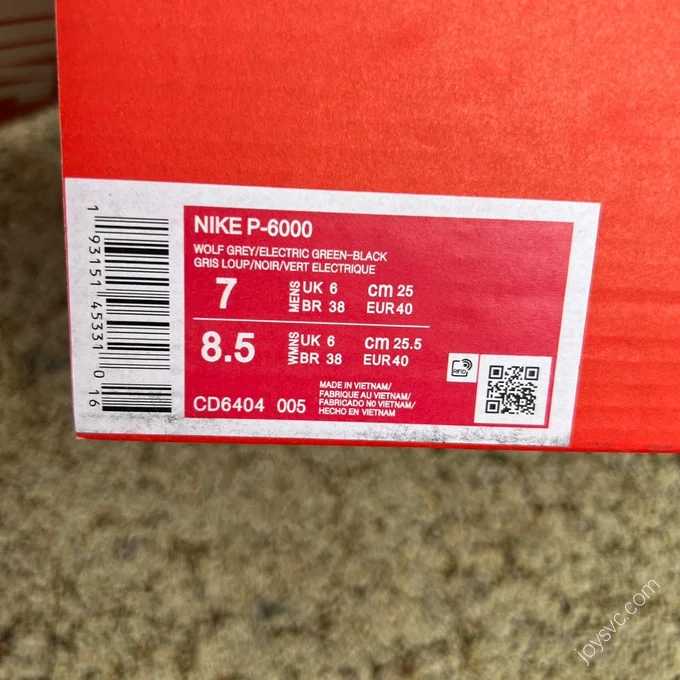 NIKE P-6000
WOLF GREY/ELECTRIC GREEN-BLACK
GRIS LOUP/NOIR/VERT ELECTRIQUE
7 MENS UK 6 cm 25
BR 38 EUR 40
8.5 WMNS UK 6 cm 25.5
BR 38 EUR 40
CD6404 005
MADE IN VIETNAM/
FABRIQUE AU VIETNAM/
FABRICADO N0 VIETNAM/
HECHO EN VIETNAM
RFID
1 93151 45331 0 16
joysvc.com